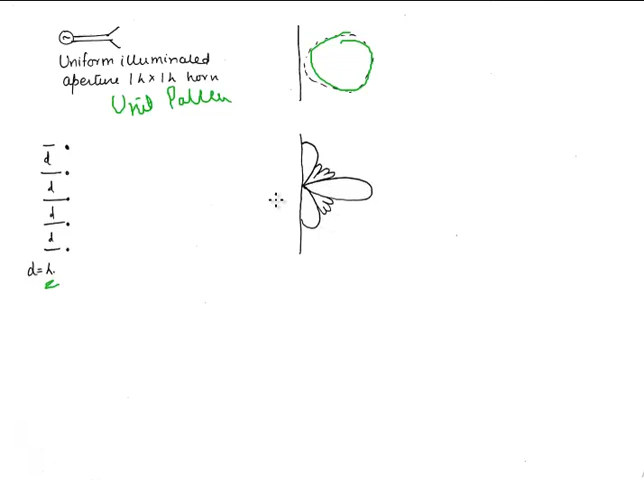 Uniform illuminated
aperture 1λ×1λ horn
Unit Pattern
d
d
d
d
d=λ.